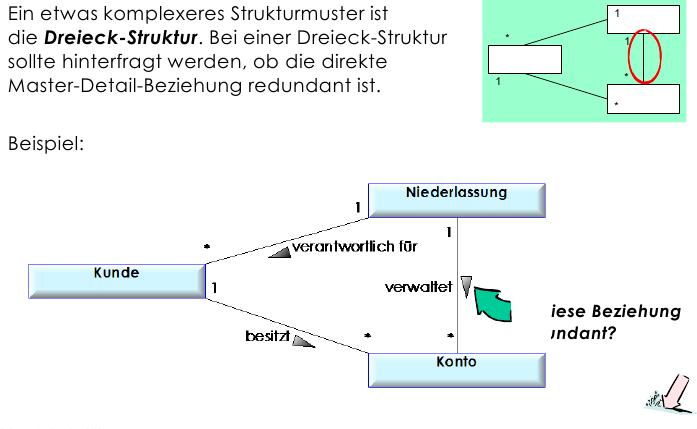 Ein etwas komplexeres Strukturmuster ist
die Dreieck-Struktur. Bei einer Dreieck-Struktur
sollte hinterfragt werden, ob die direkte
Master-Detail-Beziehung redundant ist.
1
*
1
*
1
*
Beispiel:
Niederlassung
1
1
*
verantwortlich für
Kunde
1
verwaltet
iese Beziehung
undant?
besitzt
*
*
Konto